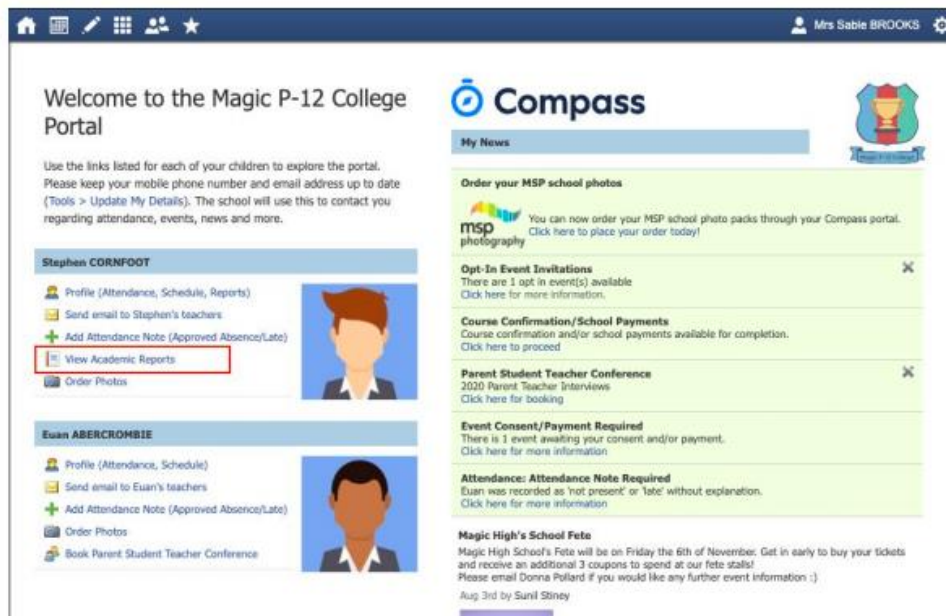 Mrs Sable BROOKS
Welcome to the Magic P-12 College
Portal
Use the links listed for each of your children to explore the portal.
Please keep your mobile phone number and email address up to date
(Tools > Update My Details). The school will use this to contact you
regarding attendance, events, news and more.
Stephen CORNFOOT
Profile (Attendance, Schedule, Reports)
Send email to Stephen's teachers
Add Attendance Note (Approved Absence/Late)
View Academic Reports
Order Photos
Euan ABERCROMBIE
Profile (Attendance, Schedule)
Send email to Euan's teachers
Add Attendance Note (Approved Absence/Late)
Order Photos
Book Parent Student Teacher Conference
Compass
Magic P-12 College
My News
Order your MSP school photos
msp
photography
You can now order your MSP school photo packs through your Compass portal.
Click here to place your order today!
Opt-In Event Invitations
There are 1 opt in event(s) available
Click here for more information.
Course Confirmation/School Payments
Course confirmation and/or school payments available for completion.
Click here to proceed
Parent Student Teacher Conference
2020 Parent Teacher Interviews
Click here for booking
Event Consent/Payment Required
There is 1 event awaiting your consent and/or payment.
Click here for more information
Attendance: Attendance Note Required
Euan was recorded as 'not present' or 'late' without explanation.
Click here for more information
Magic High's School Fete
Magic High School's Fete will be on Friday the 6th of November. Get in early to buy your tickets
and receive an additional 3 coupons to spend at our fete stalls!
Please email Donna Pollard if you would like any further event information :)
Aug 3rd by Sunil Stiney